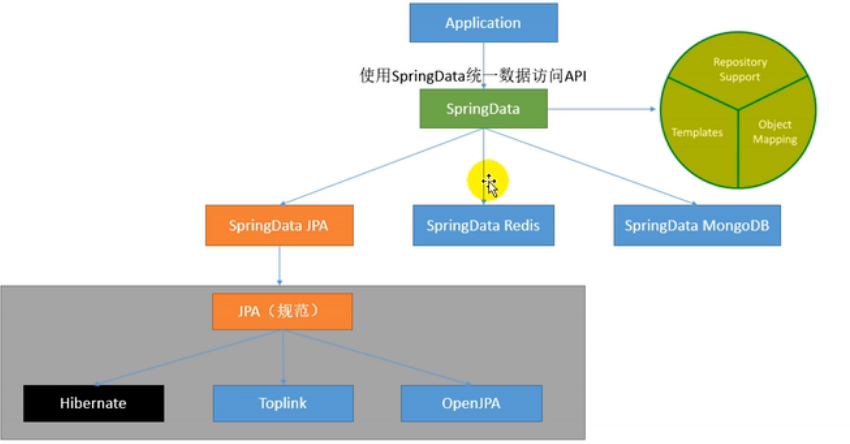 Application
使用SpringData统一数据访问API
SpringData
Repository
Support
Templates
Object
Mapping
SpringData JPA
SpringData Redis
SpringData MongoDB
JPA（规范）
Hibernate
Toplink
OpenJPA